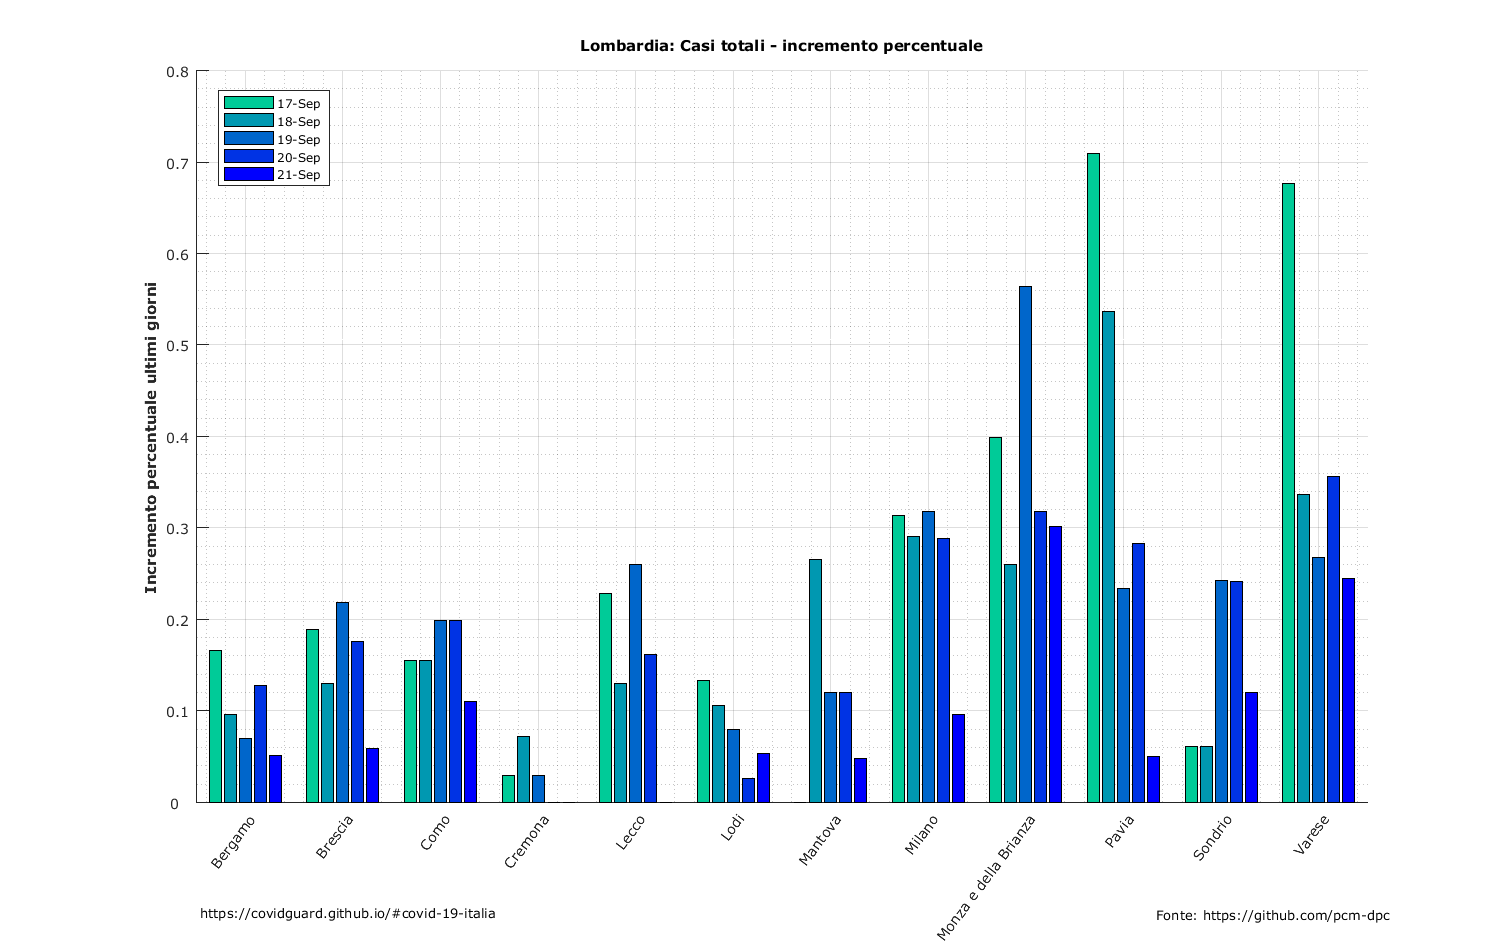 Lombardia: Casi totali - incremento percentuale
Incremento percentuale ultimi giorni
0.8
0.7
0.6
0.5
0.4
0.3
0.2
0.1
0
17-Sep
18-Sep
19-Sep
20-Sep
21-Sep
Bergamo
Brescia
Como
Cremona
Lecco
Lodi
Mantova
Milano
Monza e della Brianza
Pavia
Sondrio
Varese
https://covidguard.github.io/#covid-19-italia
Fonte: https://github.com/pcm-dpc